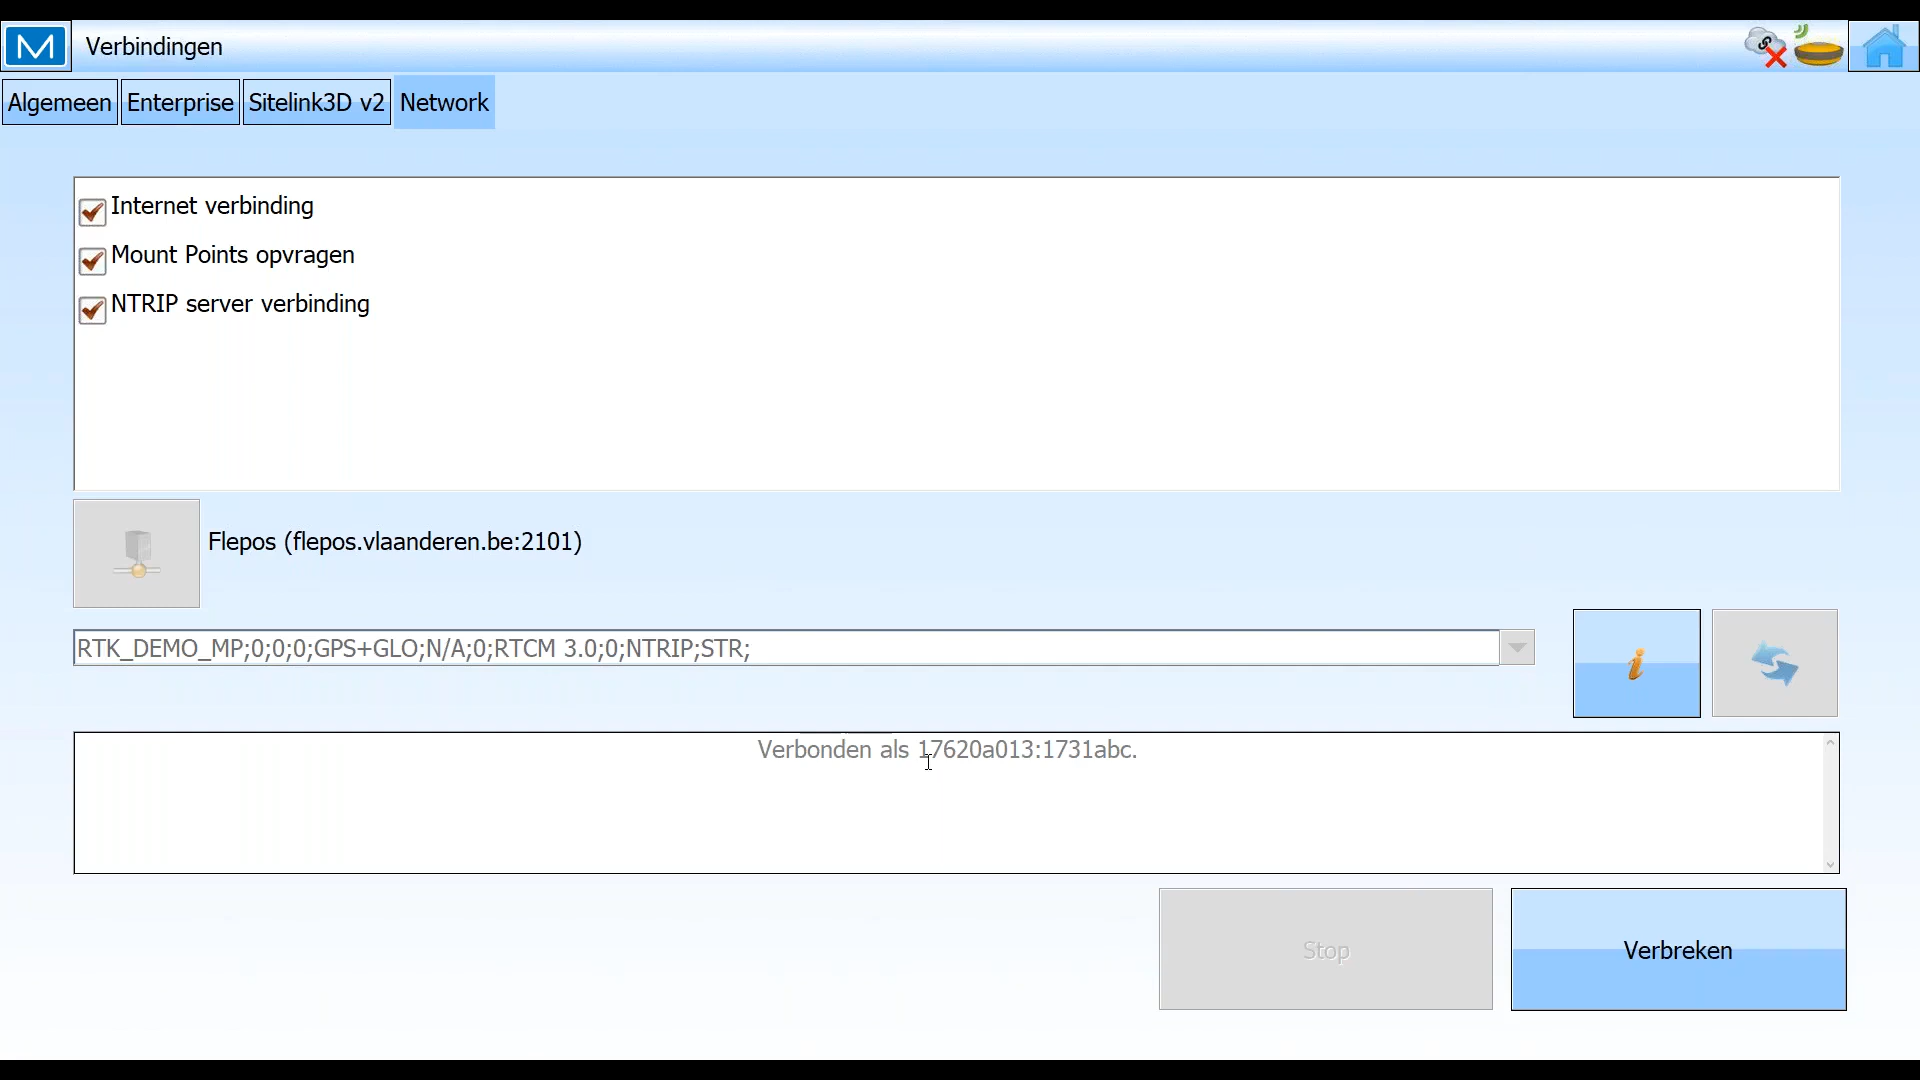 Verbindingen
Algemeen Enterprise Sitelink3D v2 Network
Internet verbinding
Mount Points opvragen
NTRIP server verbinding
Flepos (flepos.vlaanderen.be:2101)
RTK_DEMO_MP;0;0;0;GPS+GLO;N/A;0;RTCM 3.0;0;NTRIP;STR;
Verbonden als 17620a013:1731abc.
Stop Verbreken